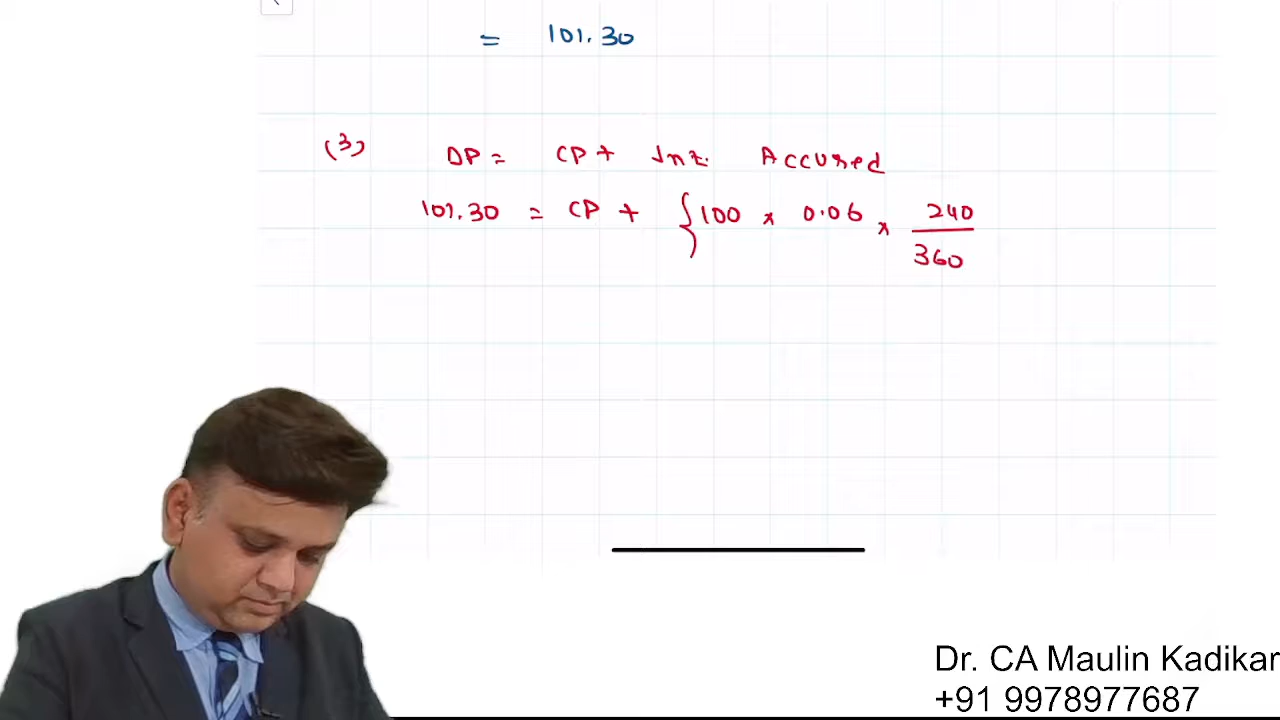 = 101.30
(3) DP = CP + Int. Accured
101.30 = CP + { 100 x 0.06 x 240
360
Dr. CA Maulin Kadikar
+91 9978977687